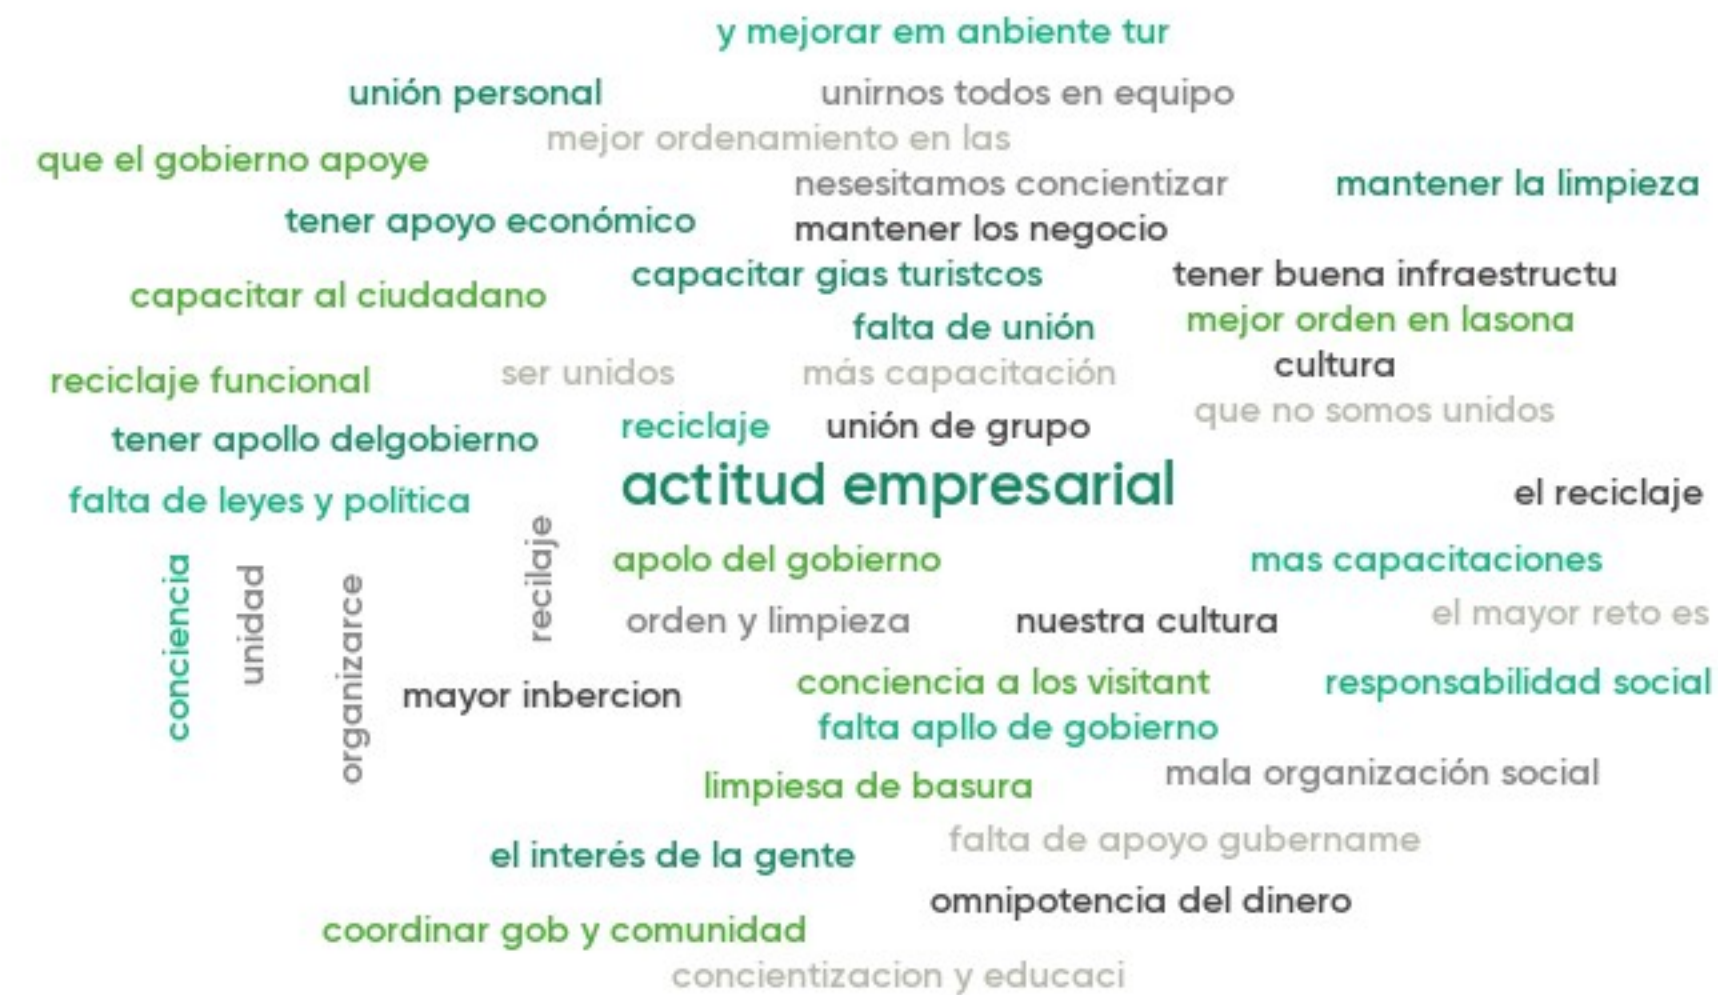 y mejorar em anbiente tur
unión personal
unirnos todos en equipo
mejor ordenamiento en las
que el gobierno apoye
nesesitamos concientizar
mantener la limpieza
tener apoyo económico
mantener los negocio
capacitar gias turistcos
tener buena infraestructu
capacitar al ciudadano
falta de unión
mejor orden en lasona
cultura
reciclaje funcional
ser unidos
más capacitación
que no somos unidos
tener apollo delgobierno
reciclaje
unión de grupo
actitud empresarial
falta de leyes y política
el reciclaje
conciencia
unidad
organizarce
recilaje
apolo del gobierno
mas capacitaciones
orden y limpieza
nuestra cultura
el mayor reto es
mayor inbercion
conciencia a los visitant
responsabilidad social
falta apllo de gobierno
limpiesa de basura
mala organización social
el interés de la gente
falta de apoyo gubername
omnipotencia del dinero
coordinar gob y comunidad
concientizacion y educaci